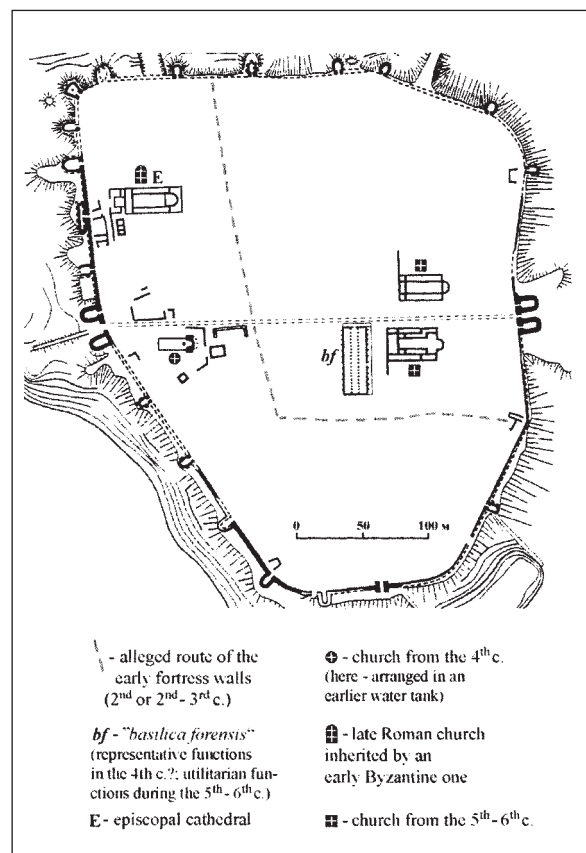 E
bf
0 50 100 м
- alleged route of the
early fortress walls
(2nd or 2nd - 3rd c.)
bf - "basilica forensis"
(representative functions
in the 4th c.?; utilitarian fun-
ctions during the 5th - 6th c.)
E - episcopal cathedral
- church from the 4th c.
(here - arranged in an
earlier water tank)
- late Roman church
inherited by an
early Byzantine one
- church from the 5th - 6th c.